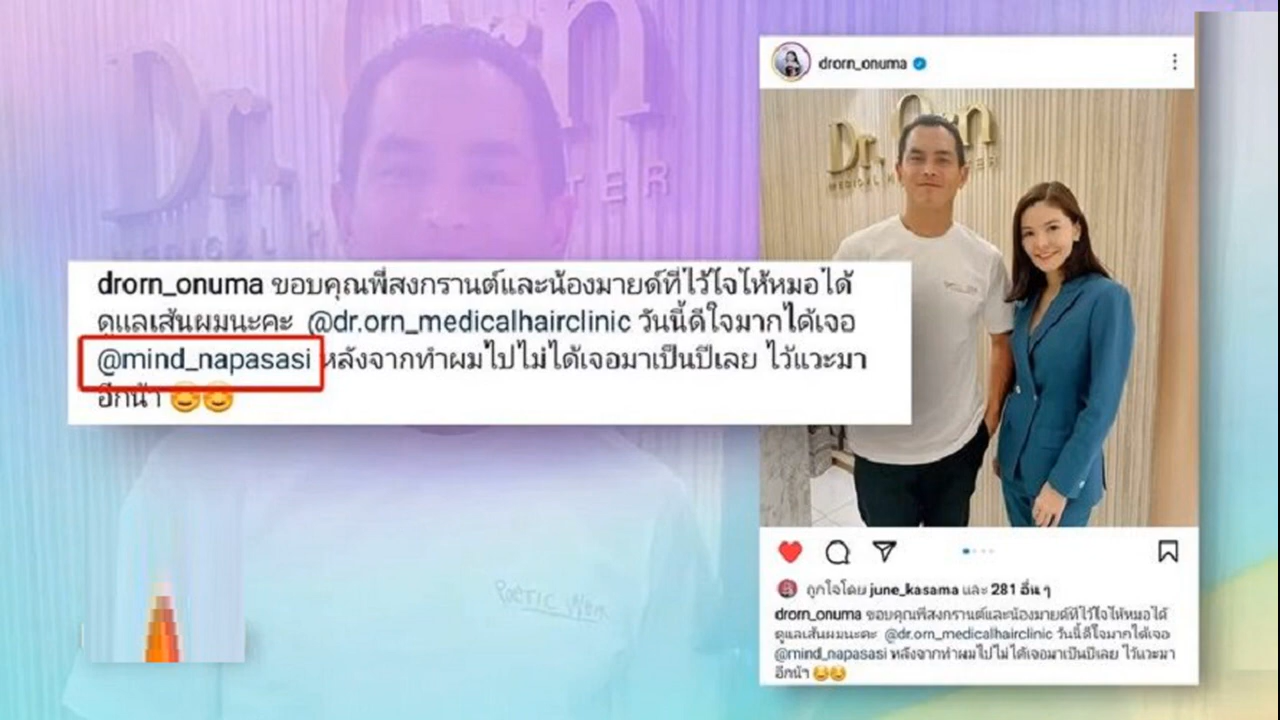 drorn_onuma ขอบคุณพี่สงกรานต์และน้องมายด์ที่ไว้ใจให้หมอได้
ดูแลเส้นผมนะคะ @dr.orn_medicalhairclinic วันนี้ดีใจมากได้เจอ
@mind_napasasi หลังจากทำผมไปไม่ได้เจอมาเป็นปีเลย ไว้แวะมา
อีกน้า 😊😊
drorn_onuma
Dr. Orn
ถูกใจโดย june_kasama และ 281 อื่น ๆ
drorn_onuma ขอบคุณพี่สงกรานต์และน้องมายด์ที่ไว้ใจให้หมอได้
ดูแลเส้นผมนะคะ @dr.orn_medicalhairclinic วันนี้ดีใจมากได้เจอ
@mind_napasasi หลังจากทำผมไปไม่ได้เจอมาเป็นปีเลย ไว้แวะมา
อีกน้า 😊😊